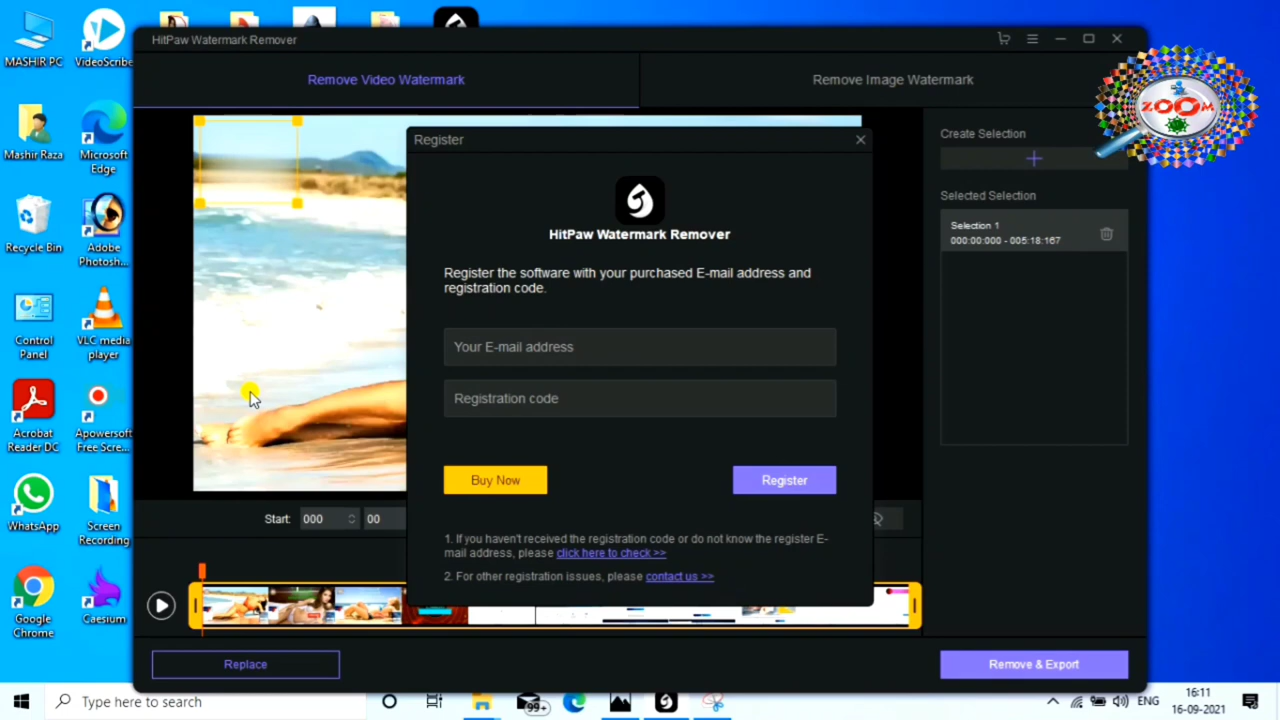 MASHIR PC
VideoScribe
Mashir Raza
Microsoft
Edge
Recycle Bin
Adobe
Photosh...
Control
Panel
VLC media
player
Acrobat
Reader DC
Apowersoft
Free Scre...
WhatsApp
Screen
Recording
Google
Chrome
Caesium
HitPaw Watermark Remover
Remove Video Watermark
Remove Image Watermark
ZOOM
Register
HitPaw Watermark Remover
Register the software with your purchased E-mail address and
registration code.
Your E-mail address
Registration code
Buy Now
Register
1. If you haven't received the registration code or do not know the register E-
mail address, please click here to check >>
2. For other registration issues, please contact us >>
Create Selection
Selected Selection
Selection 1
000:00:000 - 005:18:167
Start:
000
00
Replace
Remove & Export
Type here to search
99+
ENG
16:11
16-09-2021